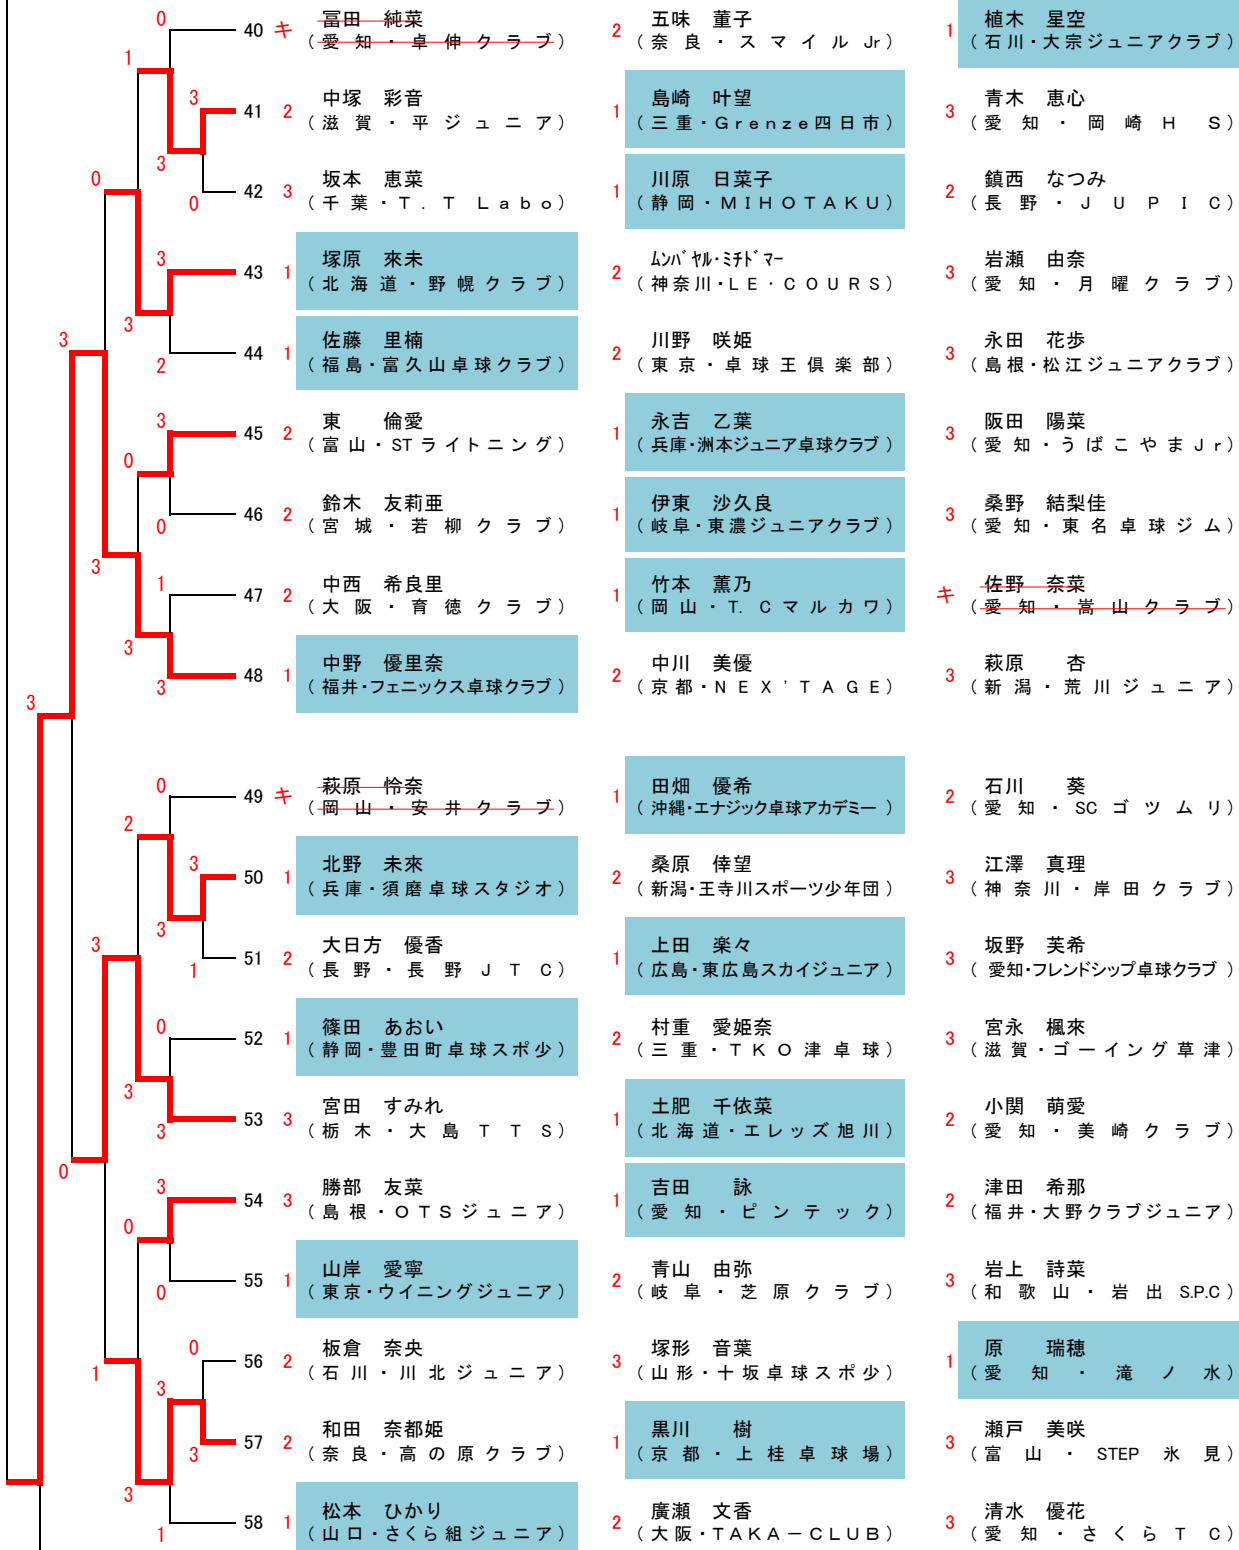 0
40 キ 冨田 純菜 2 五味 菫子 1 植木 星空
(愛知・卓伸クラブ) (奈良・スマイルJr) (石川・大宗ジュニアクラブ)
1
3
41 2 中塚 彩音 1 島崎 叶望 3 青木 恵心
(滋賀・平ジュニア) (三重・Grenze四日市) (愛知・岡崎HS)
3
0
42 3 坂本 恵菜 1 川原 日菜子 2 鎮西 なつみ
0 (千葉・T.T Labo) (静岡・MIHOTAKU) (長野・JUPIC)
3
43 1 塚原 來未 2 ムンバヤル・ミチドマー 3 岩瀬 由奈
(北海道・野幌クラブ) (神奈川・LE・COURS) (愛知・月曜クラブ)
3
3
44 1 佐藤 里楠 2 川野 咲姫 3 永田 花歩
2 (福島・富久山卓球クラブ) (東京・卓球王倶楽部) (島根・松江ジュニアクラブ)
3
45 2 東 倫愛 1 永吉 乙葉 3 阪田 陽菜
(富山・STライトニング) (兵庫・洲本ジュニア卓球クラブ) (愛知・うばこやまJr)
0
46 2 鈴木 友莉亜 1 伊東 沙久良 3 桑野 結梨佳
0 (宮城・若柳クラブ) (岐阜・東濃ジュニアクラブ) (愛知・東名卓球ジム)
3
1
47 2 中西 希良里 1 竹本 薫乃 キ 佐野 奈菜
(大阪・育徳クラブ) (岡山・T.Cマルカワ) (愛知・嵩山クラブ)
3
48 1 中野 優里奈 2 中川 美優 3 萩原 杏
3 (福井・フェニックス卓球クラブ) (京都・NEX'TAGE) (新潟・荒川ジュニア)
3
0
49 キ 萩原 怜奈 1 田畑 優希 2 石川 葵
(岡山・安井クラブ) (沖縄・エナジック卓球アカデミー) (愛知・SCゴツムリ)
2
3
50 1 北野 未來 2 桑原 倖望 3 江澤 真理
(兵庫・須磨卓球スタジオ) (新潟・王寺川スポーツ少年団) (神奈川・岸田クラブ)
3
3
51 2 大日方 優香 1 上田 楽々 3 坂野 芙希
1 (長野・長野JTC) (広島・東広島スカイジュニア) (愛知・フレンドシップ卓球クラブ)
0
52 1 篠田 あおい 2 村重 愛姫奈 3 宮永 楓來
(静岡・豊田町卓球スポ少) (三重・TKO津卓球) (滋賀・ゴーイング草津)
3
53 3 宮田 すみれ 1 土肥 千依菜 2 小関 萌愛
3 (栃木・大島TTS) (北海道・エレッズ旭川) (愛知・美崎クラブ)
0
3
54 3 勝部 友菜 1 吉田 詠 2 津田 希那
(島根・OTSジュニア) (愛知・ピンテック) (福井・大野クラブジュニア)
0
55 1 山岸 愛寧 2 青山 由弥 3 岩上 詩菜
0 (東京・ウイニングジュニア) (岐阜・芝原クラブ) (和歌山・岩出S.P.C)
0
56 2 板倉 奈央 3 塚形 音葉 1 原 瑞穂
1 (石川・川北ジュニア) (山形・十坂卓球スポ少) (愛知・滝ノ水)
3
57 2 和田 奈都姫 1 黒川 樹 3 瀬戸 美咲
3 (奈良・高の原クラブ) (京都・上桂卓球場) (富山・STEP氷見)
3
58 1 松本 ひかり 2 廣瀬 文香 3 清水 優花
1 (山口・さくら組ジュニア) (大阪・TAKA－CLUB) (愛知・さくらTC)